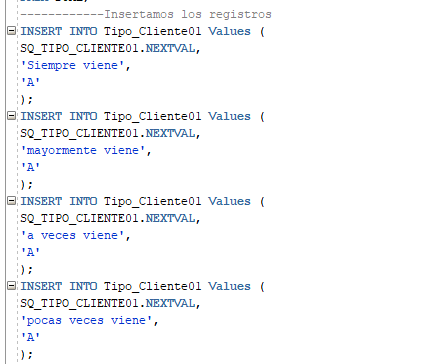 ------------Insertamos los registros
INSERT INTO Tipo_Cliente01 Values (
SQ_TIPO_CLIENTE01.NEXTVAL,
'Siempre viene',
'A'
);
INSERT INTO Tipo_Cliente01 Values (
SQ_TIPO_CLIENTE01.NEXTVAL,
'mayormente viene',
'A'
);
INSERT INTO Tipo_Cliente01 Values (
SQ_TIPO_CLIENTE01.NEXTVAL,
'a veces viene',
'A'
);
INSERT INTO Tipo_Cliente01 Values (
SQ_TIPO_CLIENTE01.NEXTVAL,
'pocas veces viene',
'A'
);